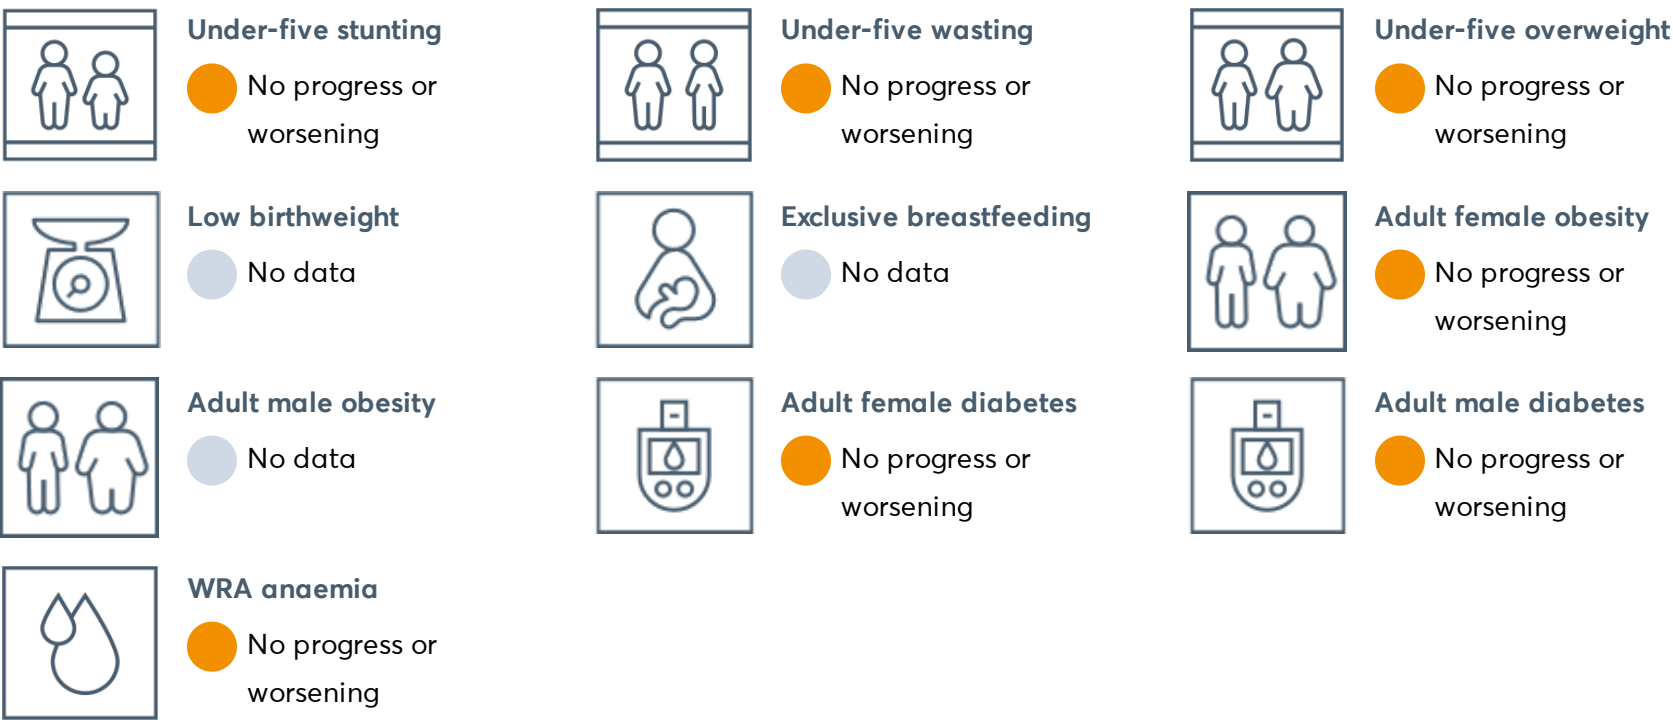 Under-five stunting
No progress or
worsening
Under-five wasting
No progress or
worsening
Under-five overweight
No progress or
worsening
Low birthweight
No data
Exclusive breastfeeding
No data
Adult female obesity
No progress or
worsening
Adult male obesity
No data
Adult female diabetes
No progress or
worsening
Adult male diabetes
No progress or
worsening
WRA anaemia
No progress or
worsening